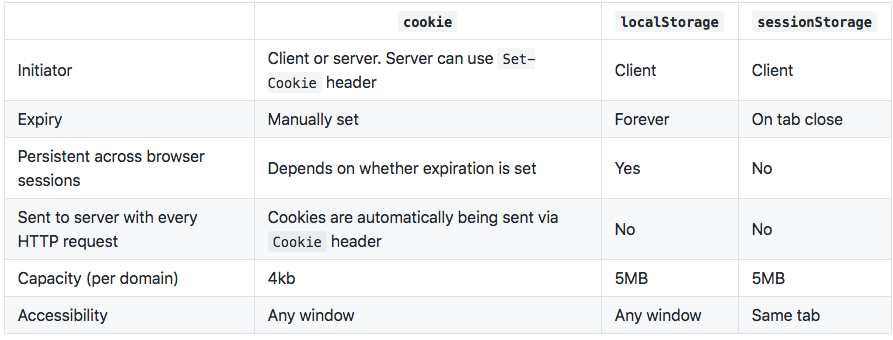 cookie localStorage sessionStorage
Initiator Client or server. Server can use Set-Cookie header Client Client
Expiry Manually set Forever On tab close
Persistent across browser sessions Depends on whether expiration is set Yes No
Sent to server with every HTTP request Cookies are automatically being sent via Cookie header No No
Capacity (per domain) 4kb 5MB 5MB
Accessibility Any window Any window Same tab